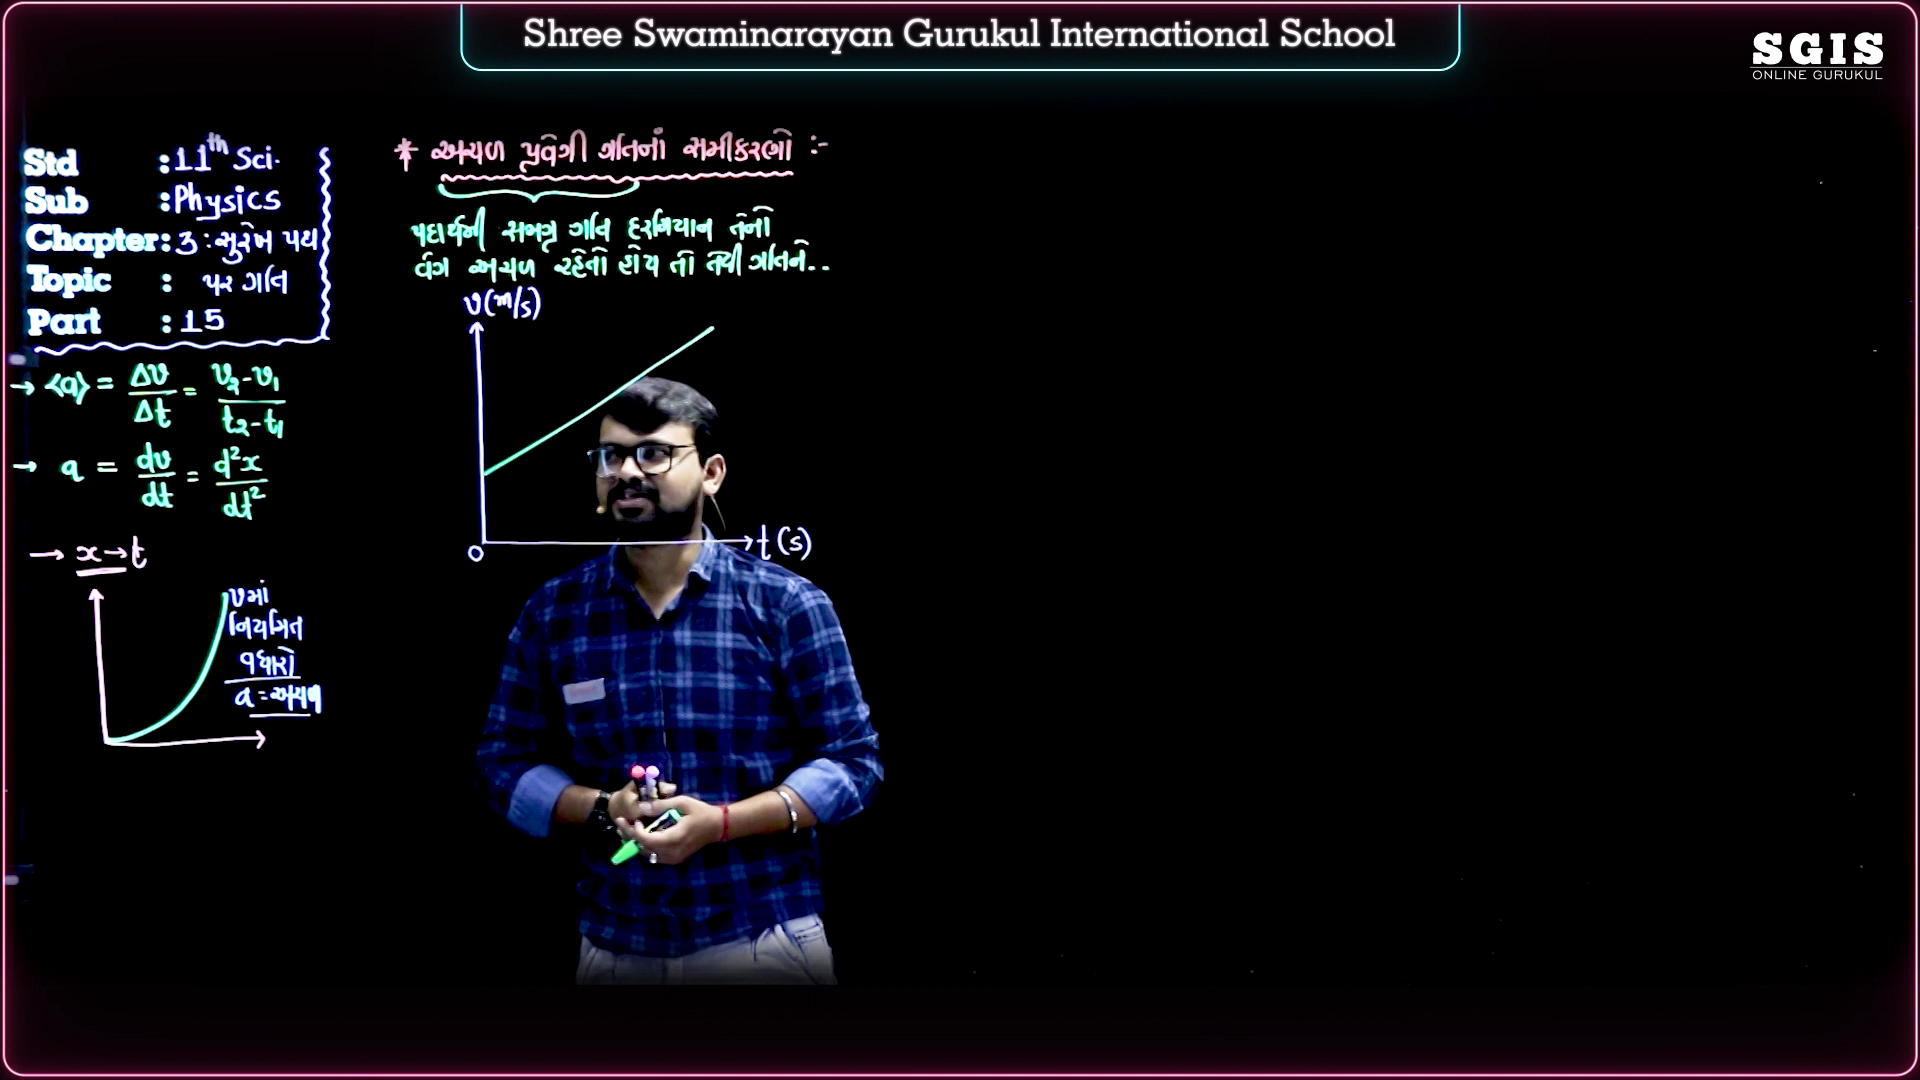 Shree Swaminarayan Gurukul International School
SGIS
ONLINE GURUKUL
Std : 11th Sci.
Sub : Physics
Chapter : 3 : સુરેખ પથ
Topic : પર ગતિ
Part : 15
→ <a> = Δv/Δt = v₂-v₁/t₂-t₁
→ a = dv/dt = d²x/dt²
→ x→t
vમાં
નિયમિત
વધારો
a = અચળ
* અચળ પ્રવેગી ગતિનાં સમીકરણો :-
પદાર્થની સમગ્ર ગતિ દરમિયાન તેનો
વેગ અચળ રહેતો હોય તો તેવી ગતિને..
v(m/s)
O
t(s)